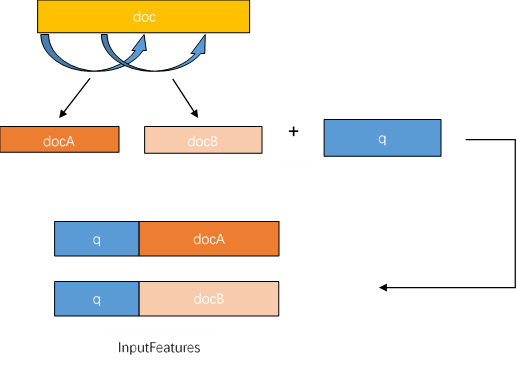 doc
docA
docB
+
q
q
docA
q
docB
InputFeatures